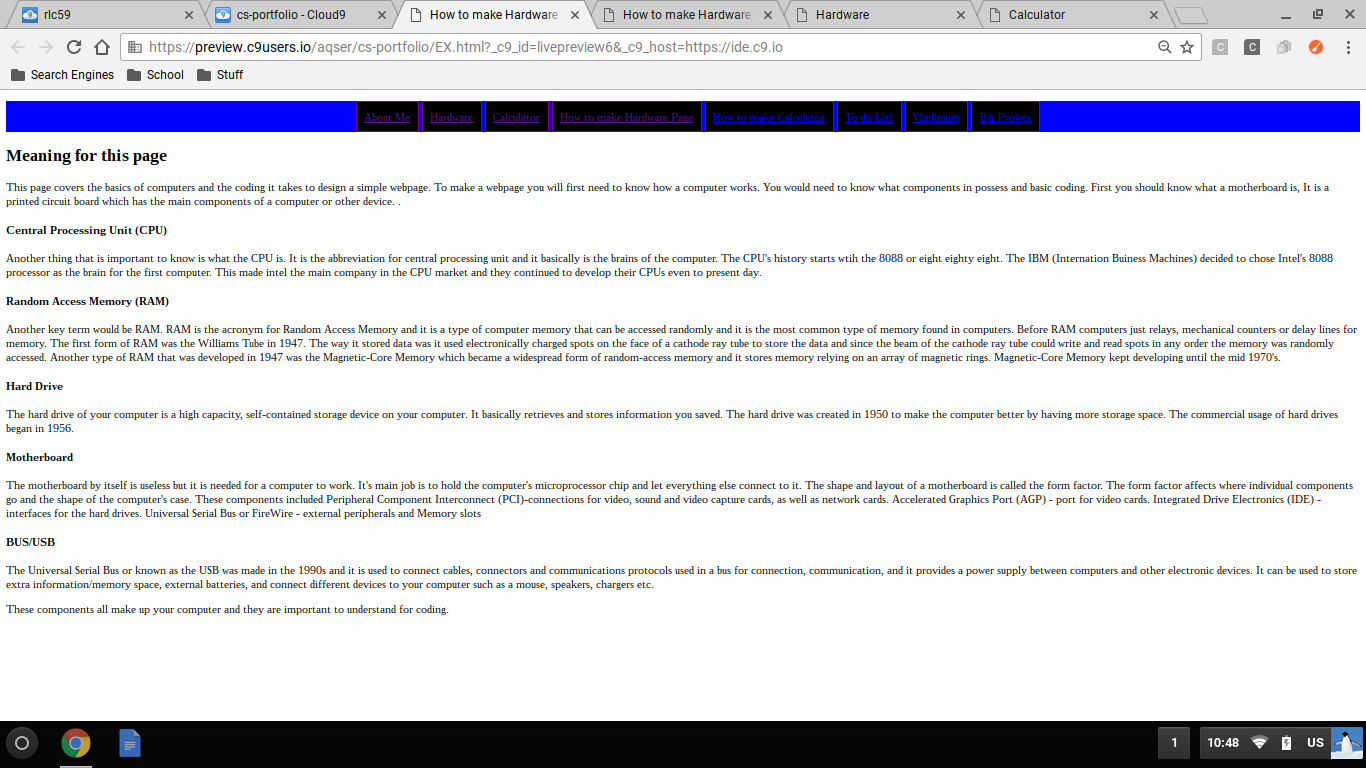 rlc59
cs-portfolio - Cloud9
How to make Hardware
How to make Hardware
Hardware
Calculator
https://preview.c9users.io/aqser/cs-portfolio/EX.html?_c9_id=livepreview6&_c9_host=https://ide.c9.io
C
C
Search Engines School Stuff
About Me Hardware Calculator How to make Hardware Page How to make Calculator To do List Big Project
Meaning for this page
This page covers the basics of computers and the coding it takes to design a simple webpage. To make a webpage you will first need to know how a computer works. You would need to know what components in possess and basic coding. First you should know what a motherboard is, It is a
printed circuit board which has the main components of a computer or other device. .
Central Processing Unit (CPU)
Another thing that is important to know is what the CPU is. It is the abbreviation for central processing unit and it basically is the brains of the computer. The CPU's history starts wtih the 8088 or eight eighty eight. The IBM (Internation Buiness Machines) decided to chose Intel's 8088
processor as the brain for the first computer. This made intel the main company in the CPU market and they continued to develop their CPUs even to present day.
Random Access Memory (RAM)
Another key term would be RAM. RAM is the acronym for Random Access Memory and it is a type of computer memory that can be accessed randomly and it is the most common type of memory found in computers. Before RAM computers just relays, mechanical counters or delay lines for
memory. The first form of RAM was the Williams Tube in 1947. The way it stored data was it used electronically charged spots on the face of a cathode ray tube to store the data and since the beam of the cathode ray tube could write and read spots in any order the memory was randomly
accessed. Another type of RAM that was developed in 1947 was the Magnetic-Core Memory which became a widespread form of random-access memory and it stores memory relying on an array of magnetic rings. Magnetic-Core Memory kept developing until the mid 1970's.
Hard Drive
The hard drive of your computer is a high capacity, self-contained storage device on your computer. It basically retrieves and stores information you saved. The hard drive was created in 1950 to make the computer better by having more storage space. The commercial usage of hard drives
began in 1956.
Motherboard
The motherboard by itself is useless but it is needed for a computer to work. It's main job is to hold the computer's microprocessor chip and let everything else connect to it. The shape and layout of a motherboard is called the form factor. The form factor affects where individual components
go and the shape of the computer's case. These components included Peripheral Component Interconnect (PCI)-connections for video, sound and video capture cards, as well as network cards. Accelerated Graphics Port (AGP) - port for video cards. Integrated Drive Electronics (IDE) -
interfaces for the hard drives. Universal Serial Bus or FireWire - external peripherals and Memory slots
BUS/USB
The Universal Serial Bus or known as the USB was made in the 1990s and it is used to connect cables, connectors and communications protocols used in a bus for connection, communication, and it provides a power supply between computers and other electronic devices. It can be used to store
extra information/memory space, external batteries, and connect different devices to your computer such as a mouse, speakers, chargers etc.
These components all make up your computer and they are important to understand for coding.
1 10:48 US